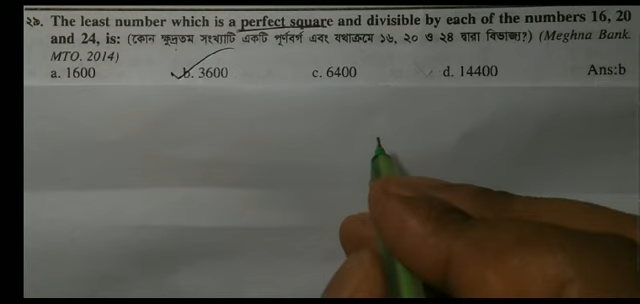 ২৯. The least number which is a perfect square and divisible by each of the numbers 16, 20
and 24, is: (কোন ক্ষুদ্রতম সংখ্যাটি একটি পূর্ণবর্গ এবং যথাক্রমে ১৬, ২০ ও ২৪ দ্বারা বিভাজ্য?) (Meghna Bank
MTO. 2014)
a. 1600 b. 3600 c. 6400 d. 14400 Ans:b